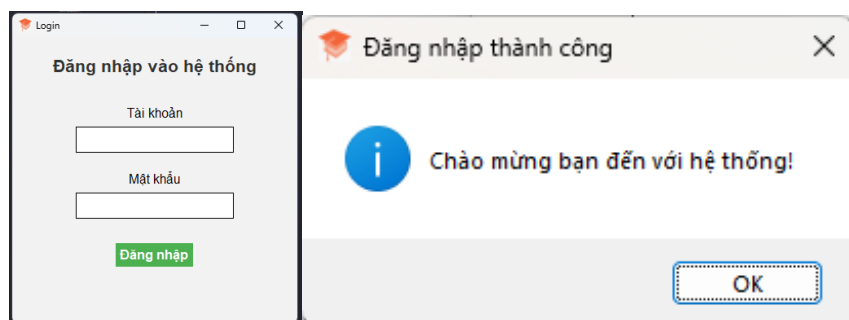 Login
Đăng nhập vào hệ thống
Tài khoản
Mật khẩu
Đăng nhập
Đăng nhập thành công
Chào mừng bạn đến với hệ thống!
OK